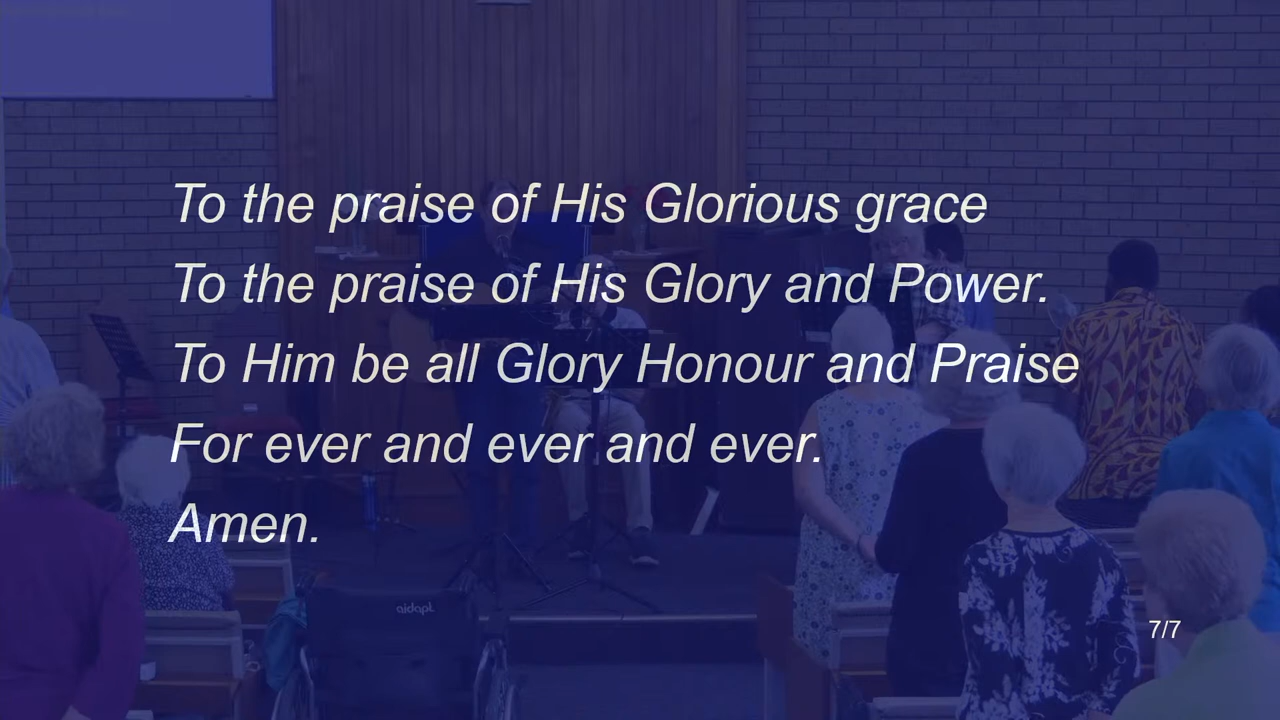 To the praise of His Glorious grace
To the praise of His Glory and Power.
To Him be all Glory Honour and Praise
For ever and ever and ever.
Amen.
aidapt
7/7